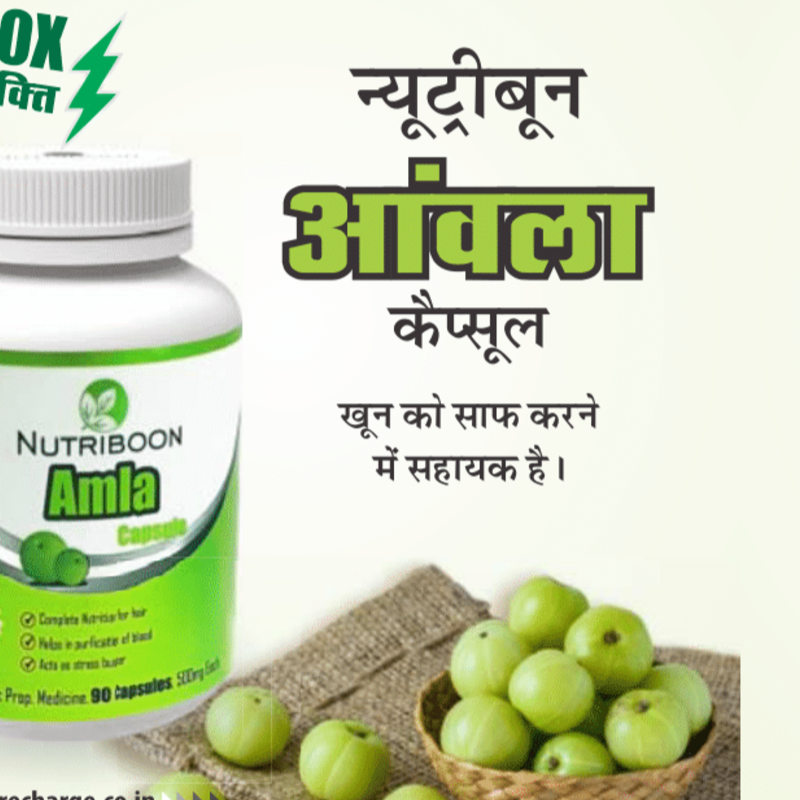 OX
क्ति
न्यूट्रीबून
आंवला
कैप्सूल
खून को साफ करने
में सहायक है।
NUTRIBOON
Amla
Capsule
Complete Nutrition for hair
Helps in purification of blood
Acts as stress buster
Prop. Medicine. 90 Capsules, 500mg Each
recharge.co.in